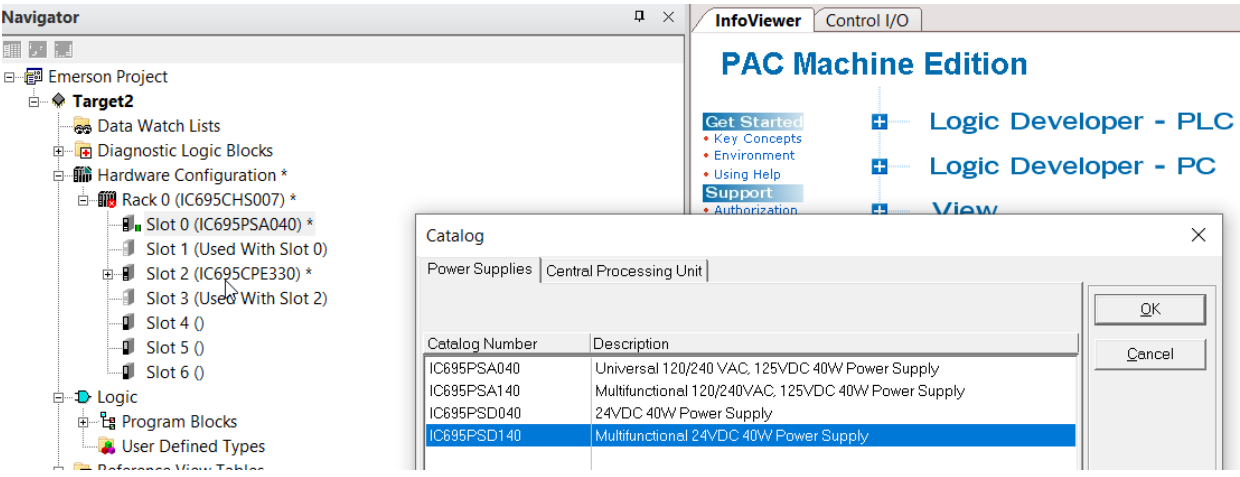 Navigator
Emerson Project
Target2
Data Watch Lists
Diagnostic Logic Blocks
Hardware Configuration *
Rack 0 (IC695CHS007) *
Slot 0 (IC695PSA040) *
Slot 1 (Used With Slot 0)
Slot 2 (IC695CPE330) *
Slot 3 (Used With Slot 2)
Slot 4 ()
Slot 5 ()
Slot 6 ()
Logic
Program Blocks
User Defined Types
Reference View Tables
InfoViewer Control I/O
PAC Machine Edition
Get Started
Key Concepts
Environment
Using Help
Support
Authorization
Logic Developer - PLC
Logic Developer - PC
View
Catalog
Power Supplies Central Processing Unit
Catalog Number Description
IC695PSA040 Universal 120/240 VAC, 125VDC 40W Power Supply
IC695PSA140 Multifunctional 120/240VAC, 125VDC 40W Power Supply
IC695PSD040 24VDC 40W Power Supply
IC695PSD140 Multifunctional 24VDC 40W Power Supply
OK
Cancel